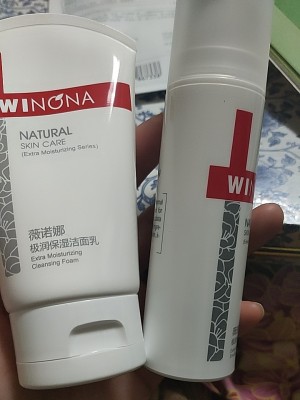 WINONA
NATURAL
SKIN CARE
(Extra Moisturizing Series)
薇诺娜
极润保湿洁面乳
Extra Moisturizing
Cleansing Foam
WI